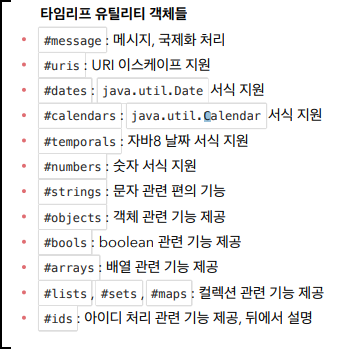 타임리프 유틸리티 객체들
#message : 메시지, 국제화 처리
#uris : URI 이스케이프 지원
#dates : java.util.Date 서식 지원
#calendars : java.util.Calendar 서식 지원
#temporals : 자바8 날짜 서식 지원
#numbers : 숫자 서식 지원
#strings : 문자 관련 편의 기능
#objects : 객체 관련 기능 제공
#bools : boolean 관련 기능 제공
#arrays : 배열 관련 기능 제공
#lists , #sets , #maps : 컬렉션 관련 기능 제공
#ids : 아이디 처리 관련 기능 제공, 뒤에서 설명